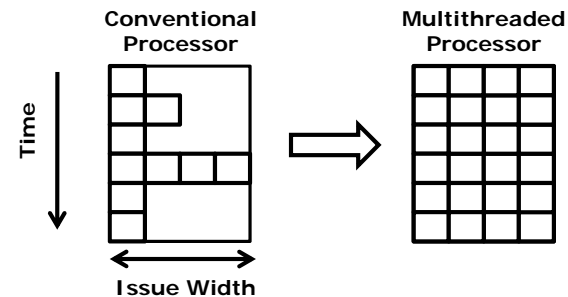 Conventional
Processor
Multithreaded
Processor
Time
Issue Width